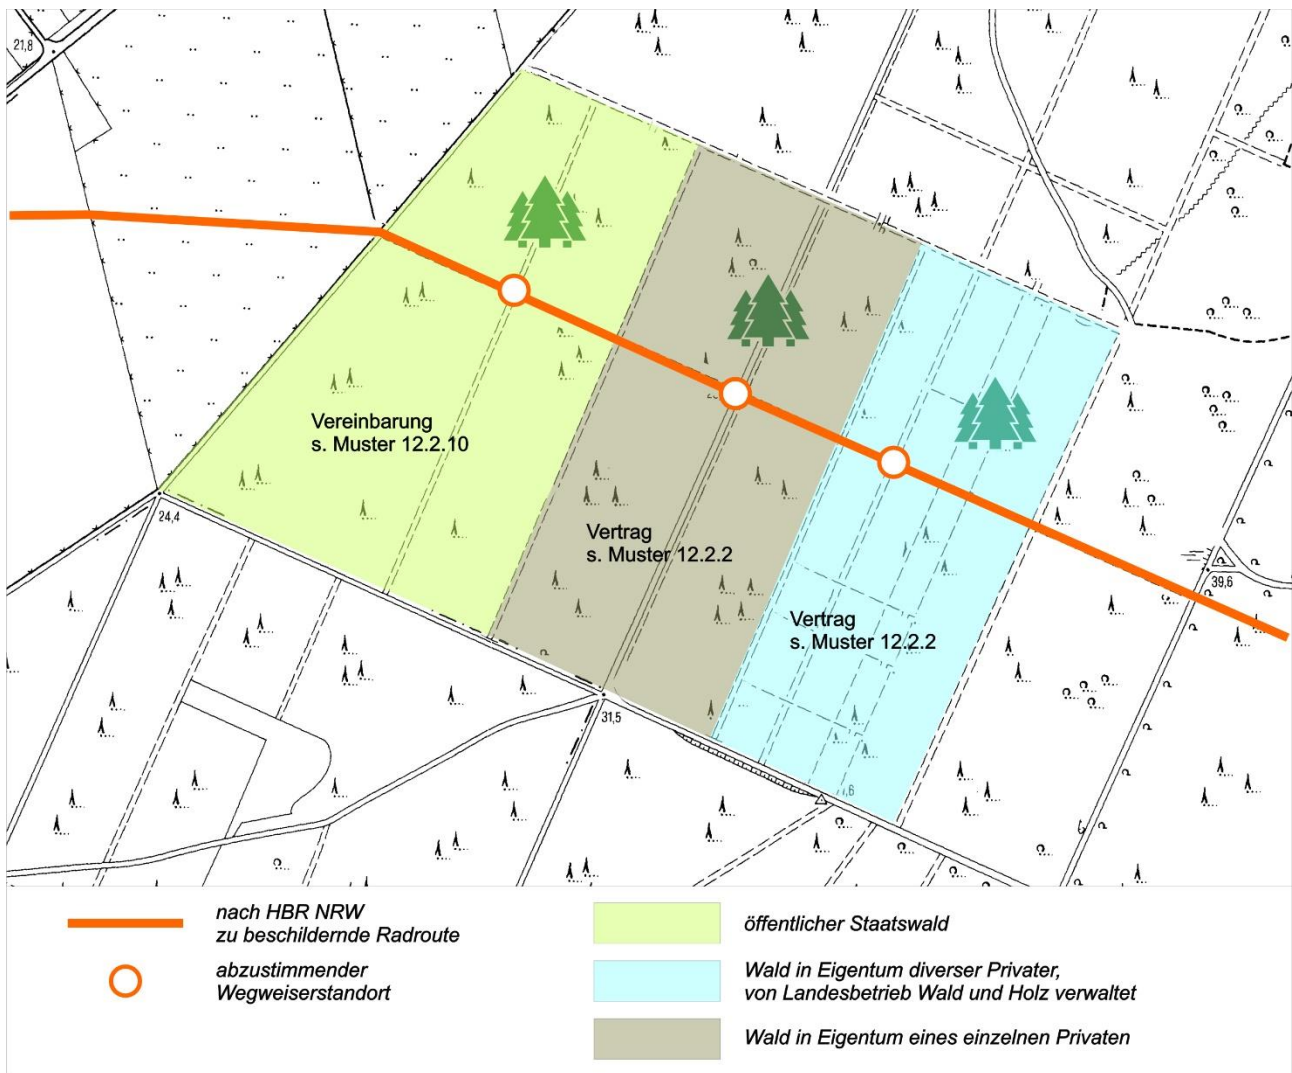 21,8
Vereinbarung
s. Muster 12.2.10
24,4
Vertrag
s. Muster 12.2.2
39,6
Vertrag
s. Muster 12.2.2
31,5
nach HBR NRW
zu beschildernde Radroute
abzustimmender
Wegweiserstandort
öffentlicher Staatswald
Wald in Eigentum diverser Privater,
von Landesbetrieb Wald und Holz verwaltet
Wald in Eigentum eines einzelnen Privaten